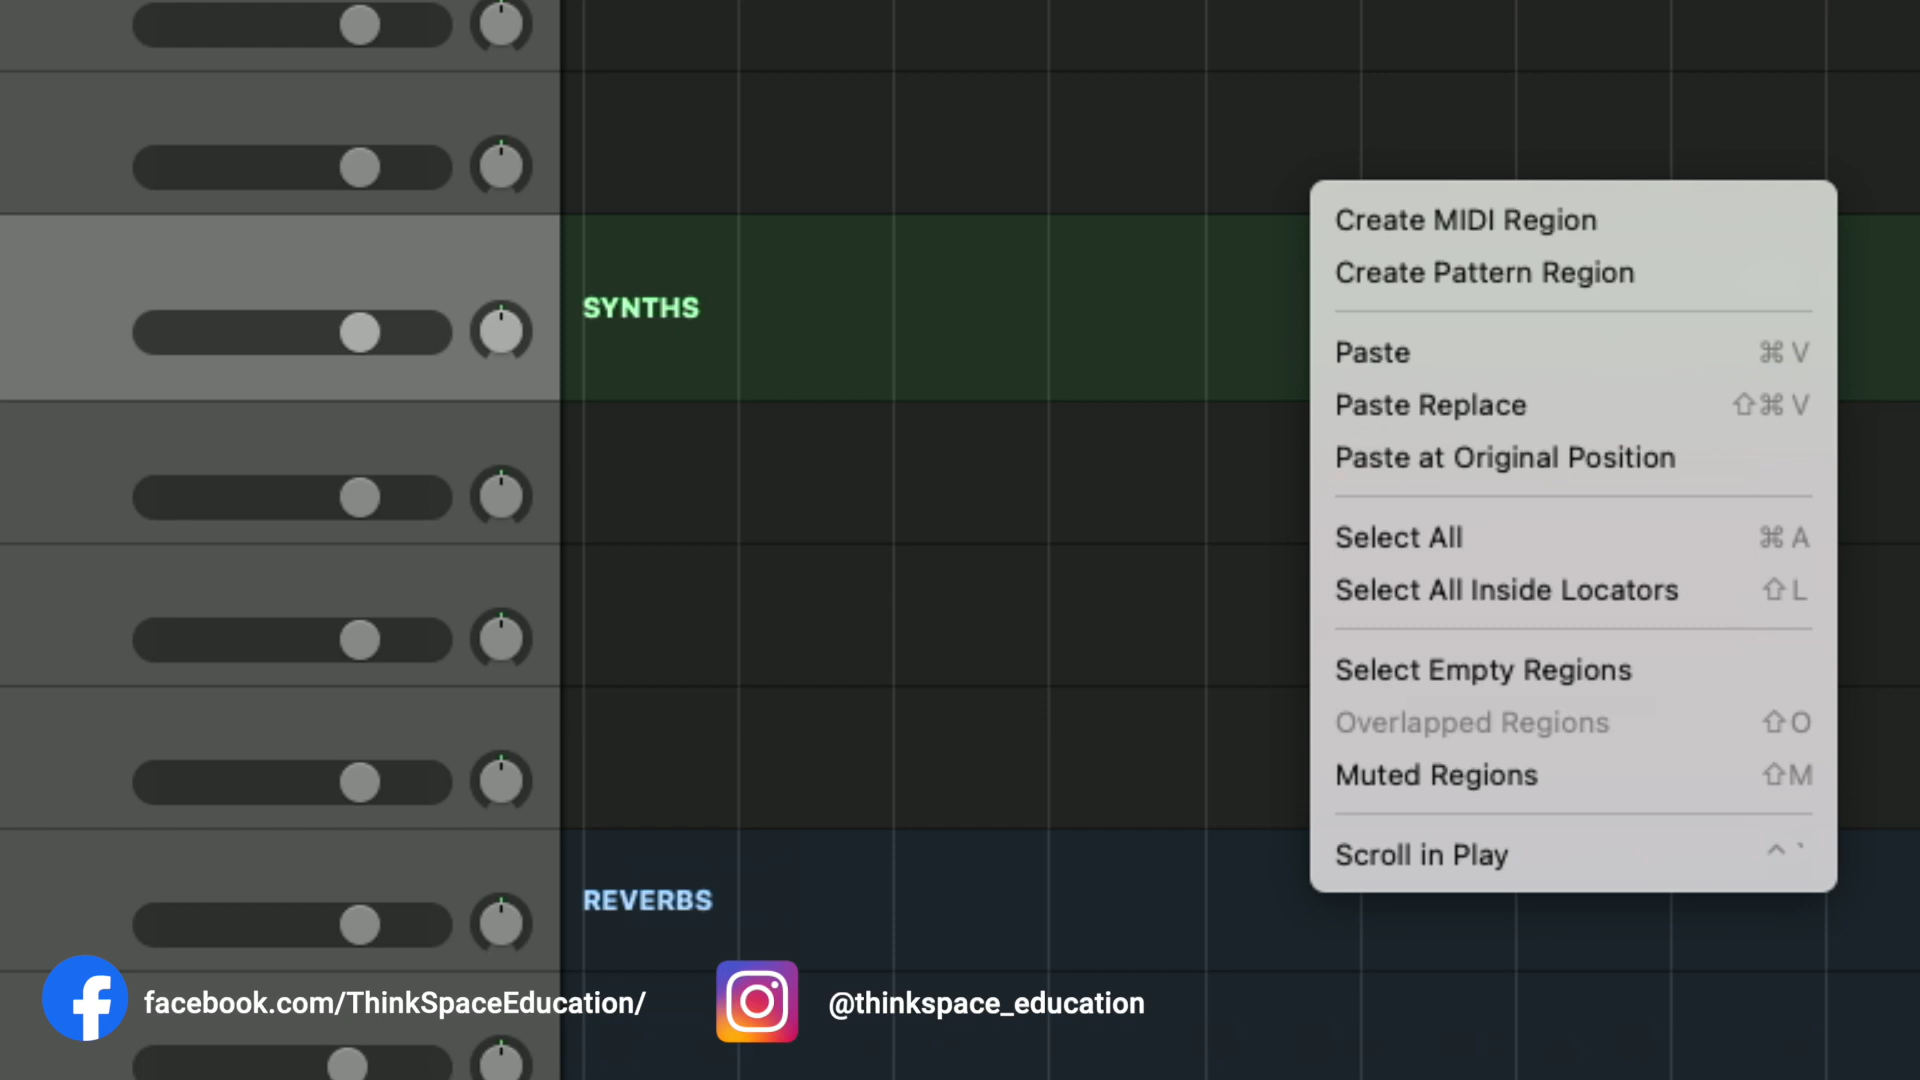 SYNTHS
Create MIDI Region
Create Pattern Region
Paste ⌘ V
Paste Replace ⇧⌘ V
Paste at Original Position
Select All ⌘ A
Select All Inside Locators ⇧ L
Select Empty Regions
Overlapped Regions ⇧ O
Muted Regions ⇧ M
Scroll in Play ^ `
REVERBS
facebook.com/ThinkSpaceEducation/
@thinkspace_education